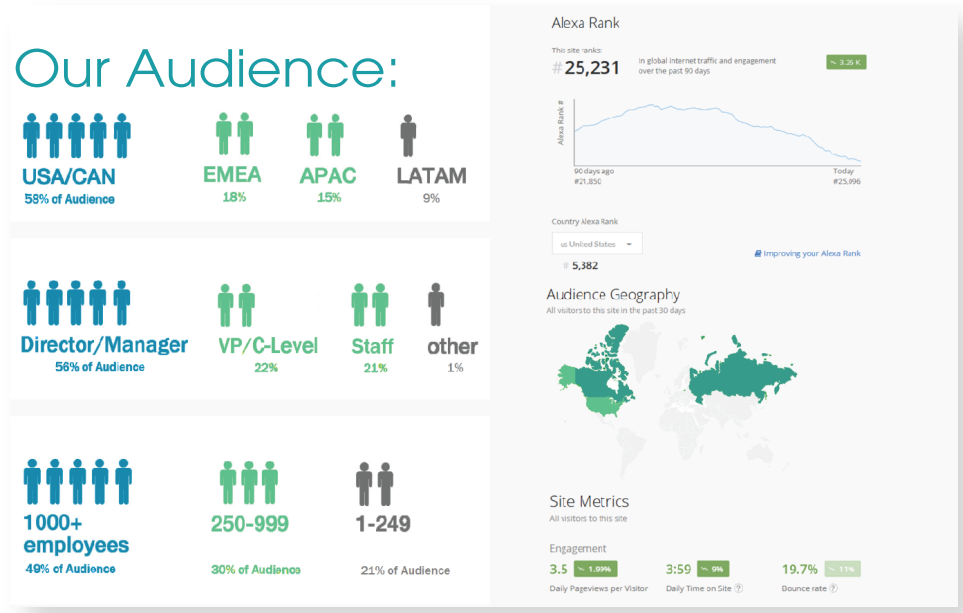 Our Audience:
USA/CAN
58% of Audience
EMEA
18%
APAC
15%
LATAM
9%
Director/Manager
56% of Audience
VP/C-Level
22%
Staff
21%
other
1%
1000+
employees
49% of Audience
250-999
30% of Audience
1-249
21% of Audience
Alexa Rank
This site ranks:
#25,231
in global internet traffic and engagement
over the past 90 days
3.25 K
Alexa Rank #
90 days ago
#21,850
Today
#25,896
Country Alexa Rank
us United States
# 5,382
Improving your Alexa Rank
Audience Geography
All visitors to this site in the past 30 days
Site Metrics
All visitors to this site
Engagement
3.5
1.99%
Daily Pageviews per Visitor
3:59
9%
Daily Time on Site ?
19.7%
11%
Bounce rate ?